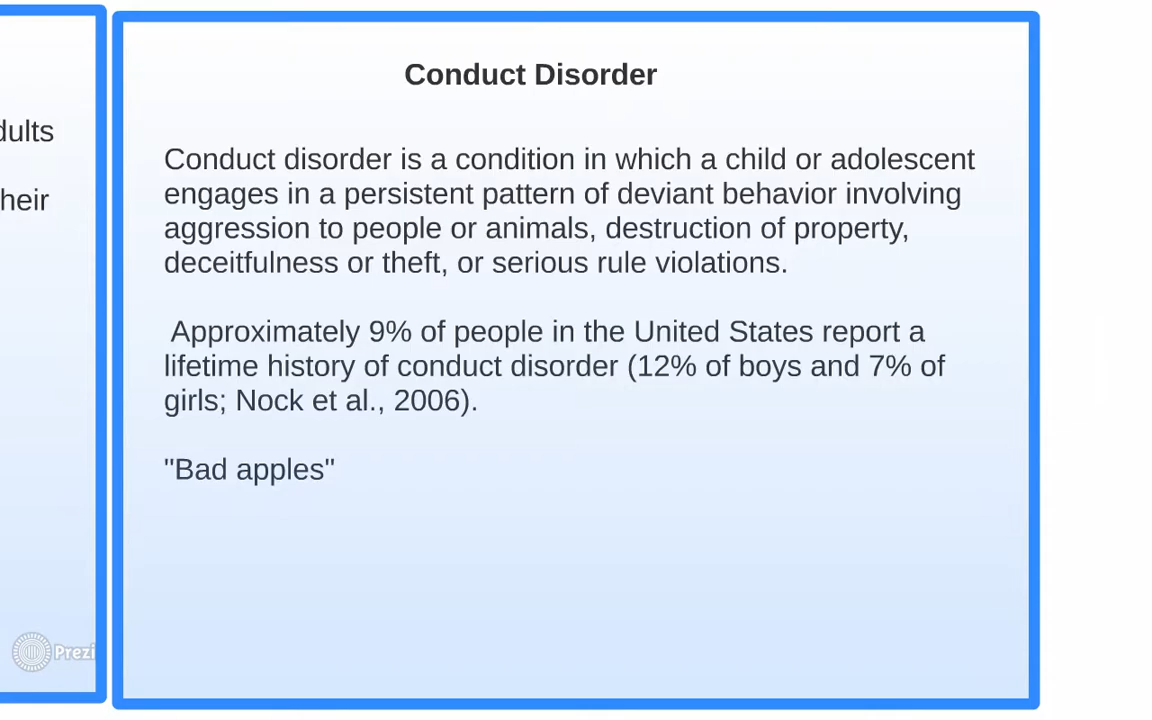 dults
heir
Prezi
Conduct Disorder
Conduct disorder is a condition in which a child or adolescent
engages in a persistent pattern of deviant behavior involving
aggression to people or animals, destruction of property,
deceitfulness or theft, or serious rule violations.
Approximately 9% of people in the United States report a
lifetime history of conduct disorder (12% of boys and 7% of
girls; Nock et al., 2006).
"Bad apples"